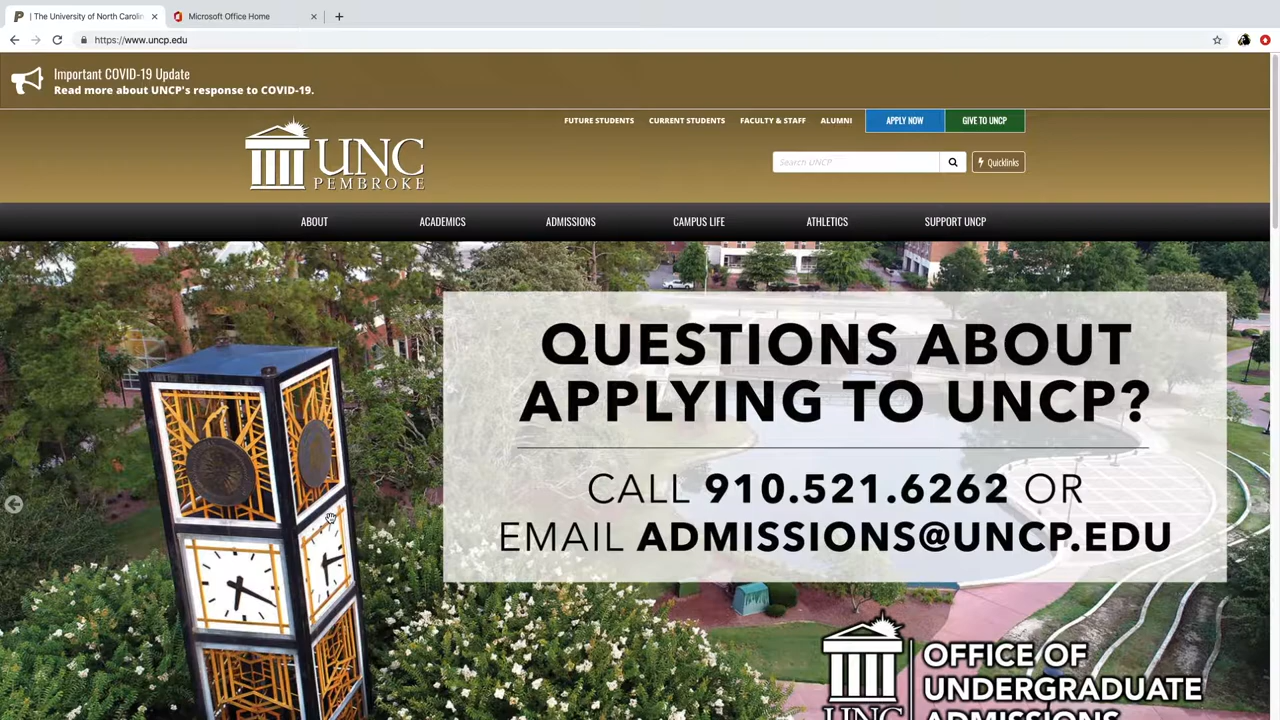 | The University of North Carolin
Microsoft Office Home
https://www.uncp.edu
Important COVID-19 Update
Read more about UNCP's response to COVID-19.
FUTURE STUDENTS CURRENT STUDENTS FACULTY & STAFF ALUMNI APPLY NOW GIVE TO UNCP
UNC
PEMBROKE
Search UNCP
Quicklinks
ABOUT ACADEMICS ADMISSIONS CAMPUS LIFE ATHLETICS SUPPORT UNCP
QUESTIONS ABOUT
APPLYING TO UNCP?
CALL 910.521.6262 OR
EMAIL ADMISSIONS@UNCP.EDU
UNC
OFFICE OF
UNDERGRADUATE
ADMISSIONS